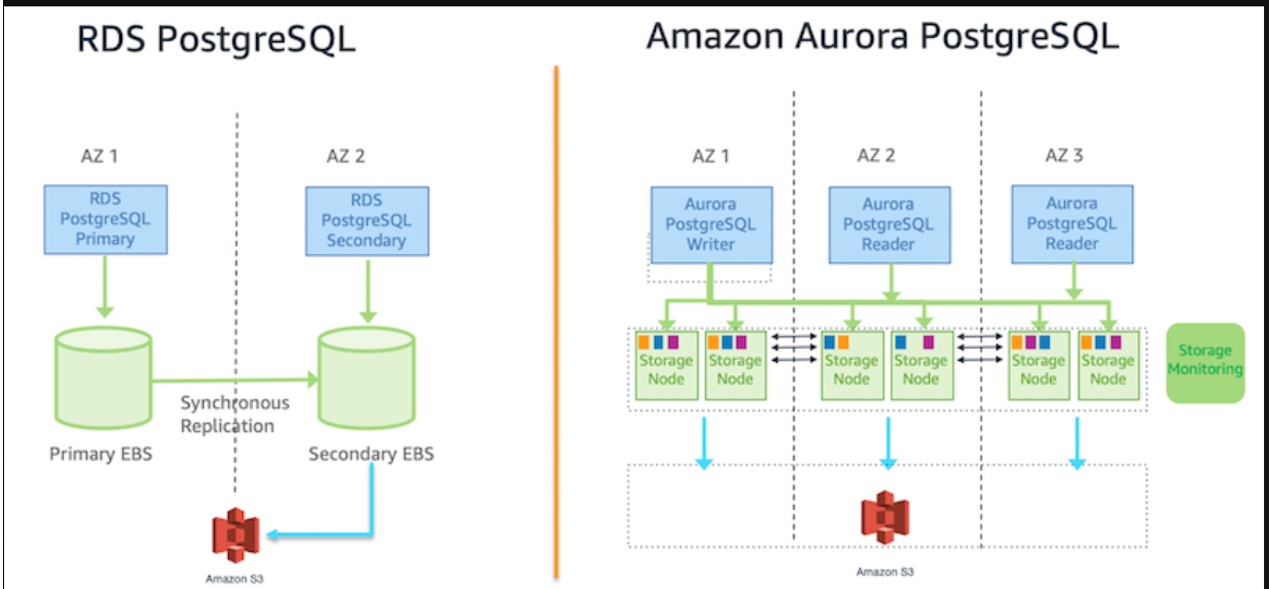 RDS PostgreSQL
AZ 1
AZ 2
RDS
PostgreSQL
Primary
RDS
PostgreSQL
Secondary
Synchronous
Replication
Primary EBS
Secondary EBS
Amazon S3
Amazon Aurora PostgreSQL
AZ 1
AZ 2
AZ 3
Aurora
PostgreSQL
Writer
Aurora
PostgreSQL
Reader
Aurora
PostgreSQL
Reader
Storage
Node
Storage
Node
Storage
Node
Storage
Node
Storage
Node
Storage
Node
Storage
Monitoring
Amazon S3